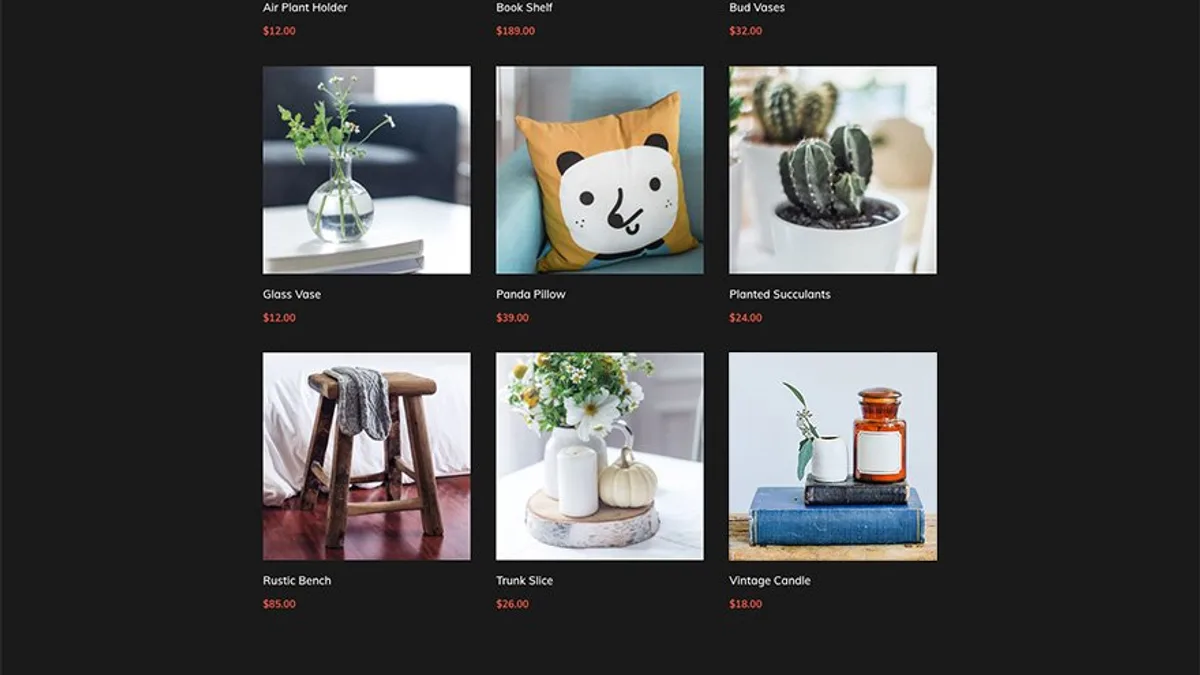 Air Plant Holder
$12.00
Book Shelf
$189.00
Bud Vases
$32.00
Glass Vase
$12.00
Panda Pillow
$39.00
Planted Succulants
$24.00
Rustic Bench
$85.00
Trunk Slice
$26.00
Vintage Candle
$18.00